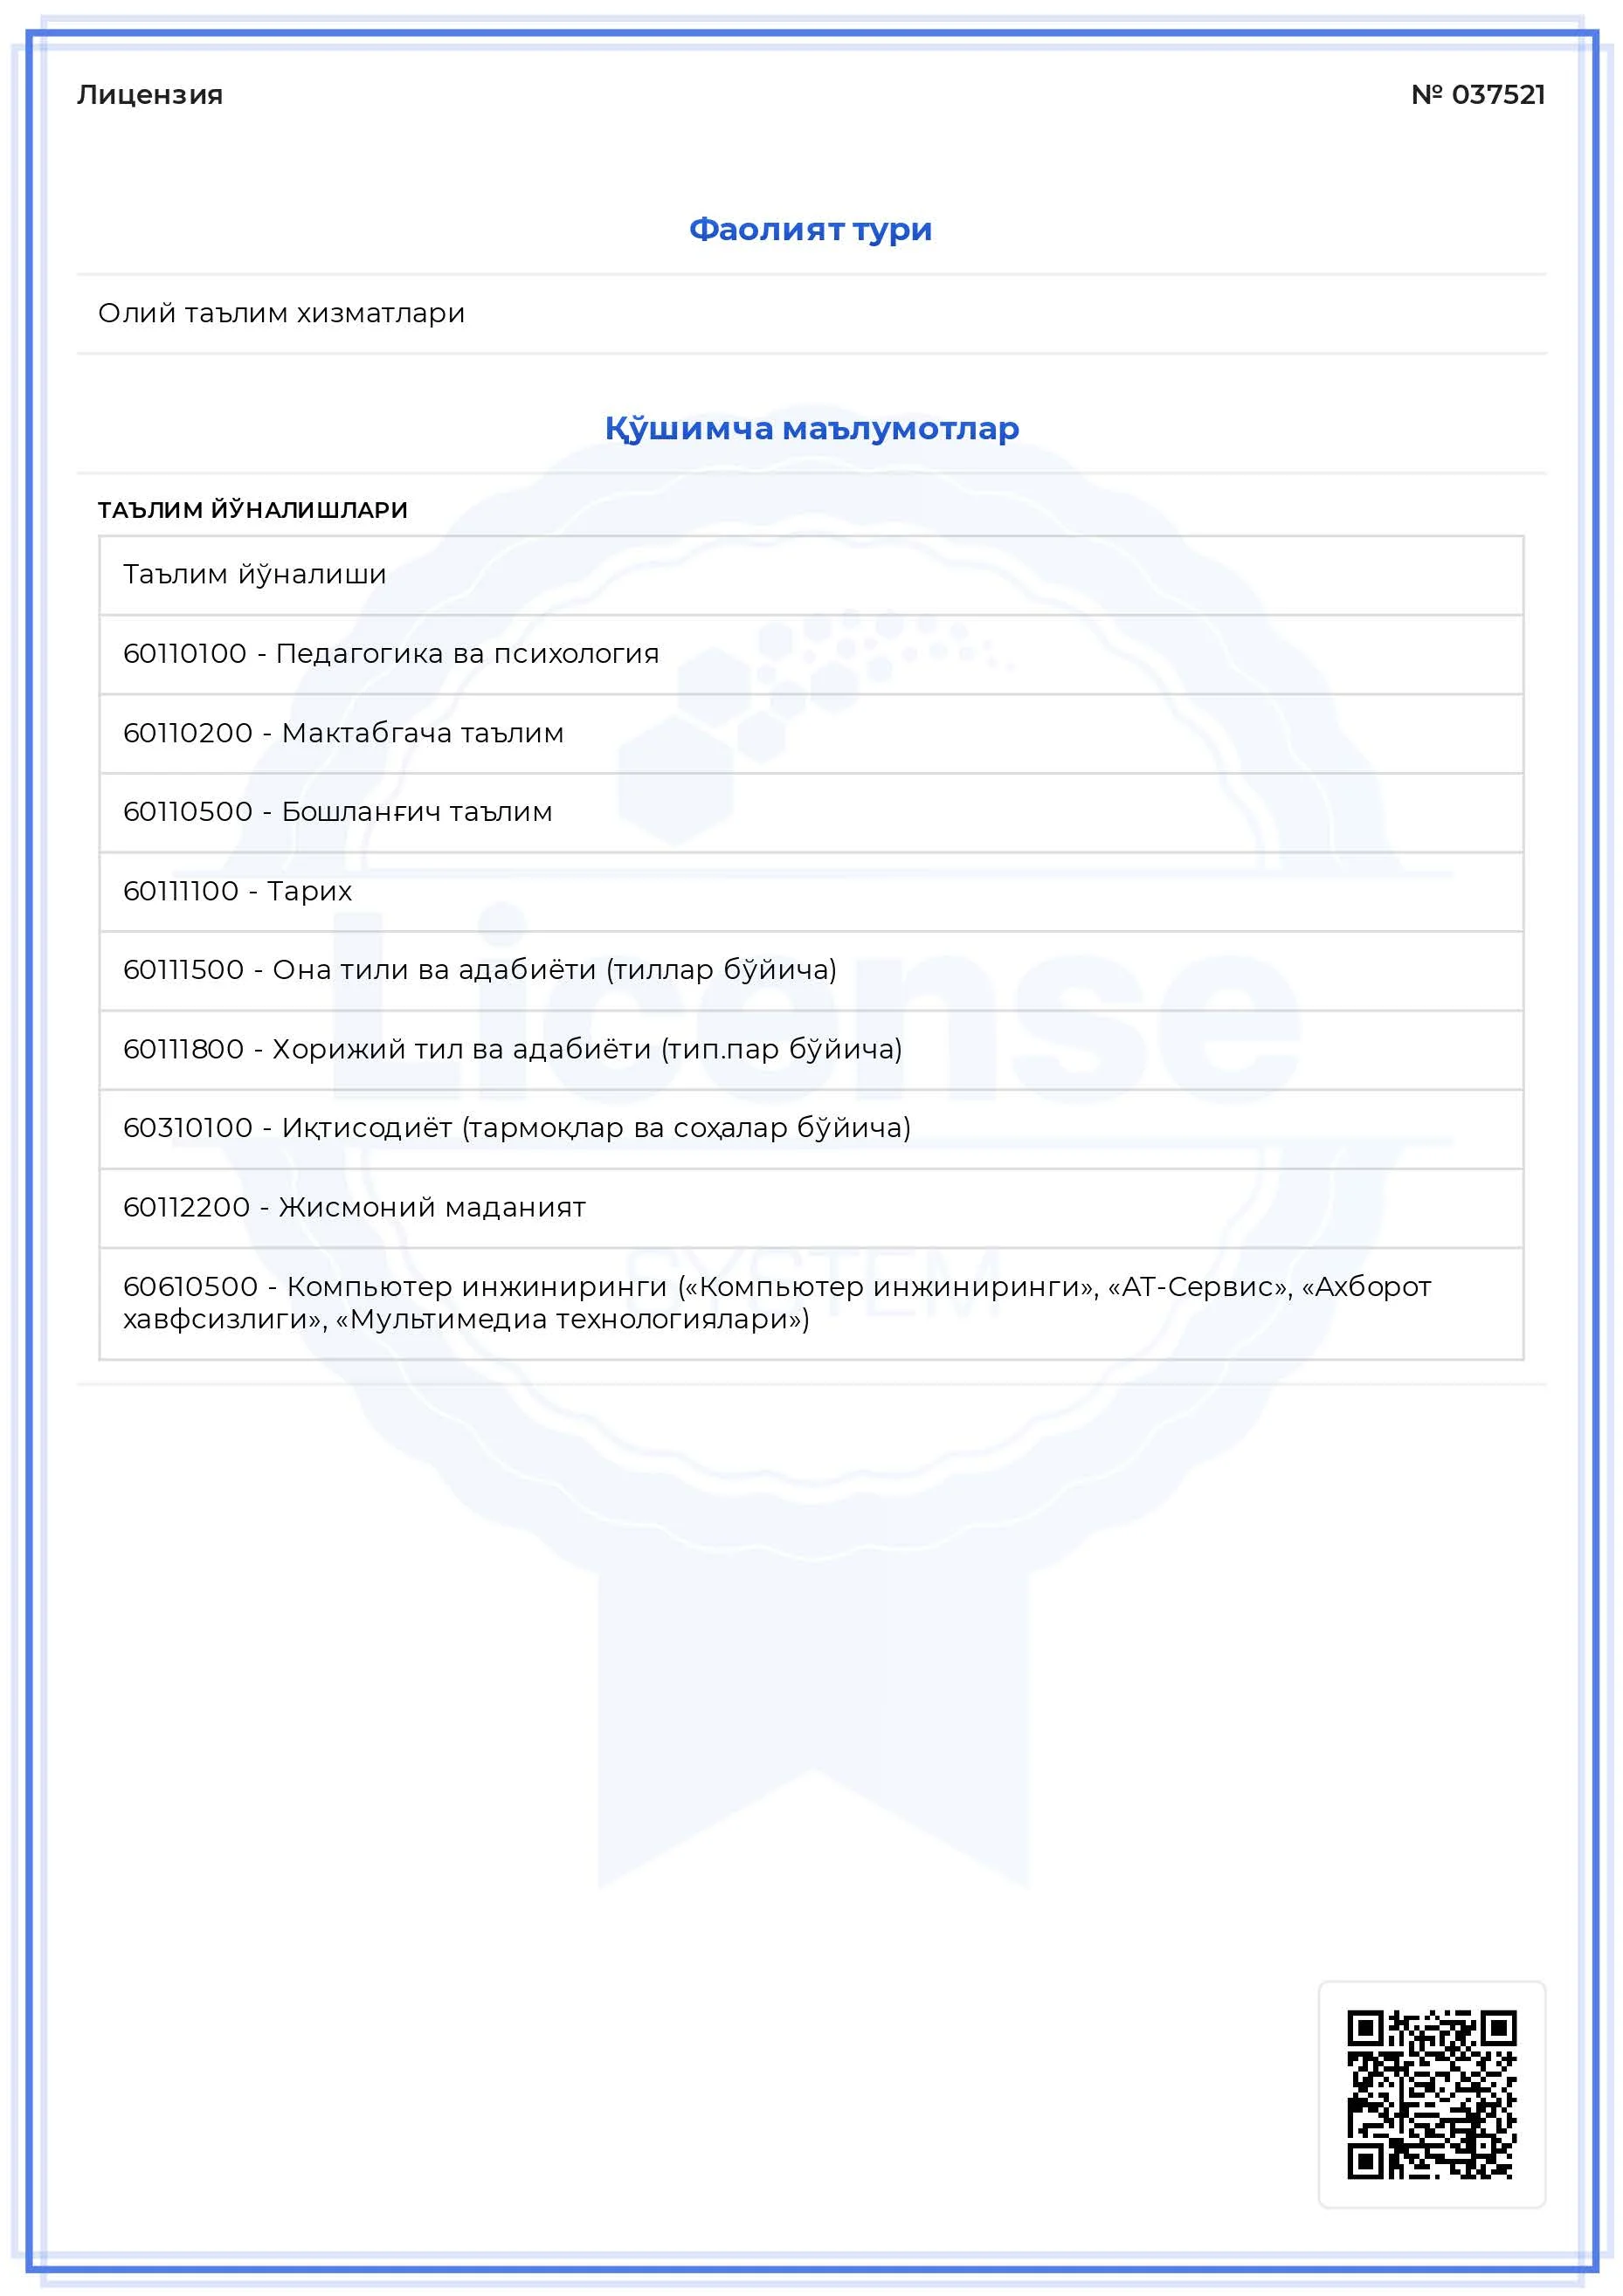 Лицензия
№ 037521
Фаолият тури
Олий таълим хизматлари
Қўшимча маълумотлар
ТАЪЛИМ ЙЎНАЛИШЛАРИ
Таълим йўналиши
60110100 - Педагогика ва психология
60110200 - Мактабгача таълим
60110500 - Бошланғич таълим
60111100 - Тарих
60111500 - Она тили ва адабиёти (тиллар бўйича)
60111800 - Хорижий тил ва адабиёти (тип.пар бўйича)
60310100 - Иқтисодиёт (тармоқлар ва соҳалар бўйича)
60112200 - Жисмоний маданият
60610500 - Компьютер инжиниринги («Компьютер инжиниринги», «АТ-Сервис», «Ахборот
хавфсизлиги», «Мультимедиа технологиялари»)
License
СУСТЕМ